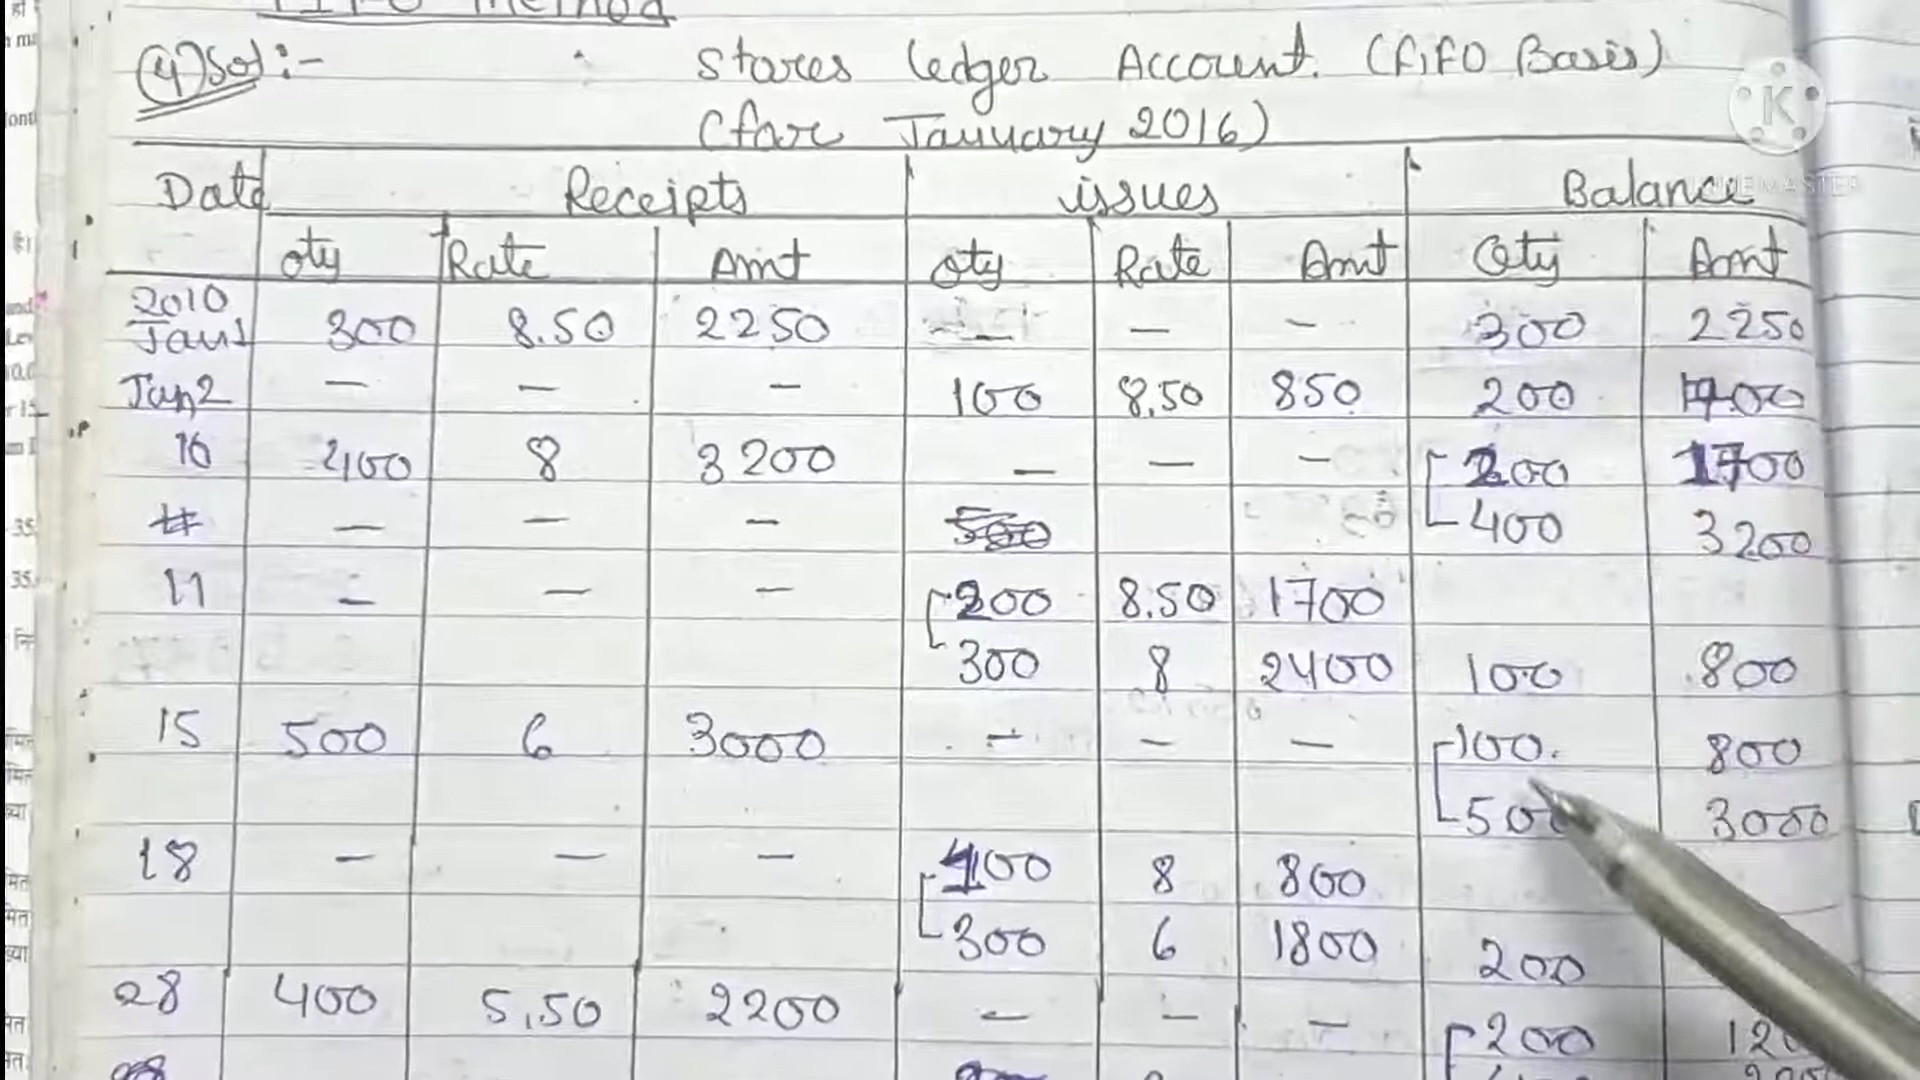 Method
(4) Sol :-
Stores ledger Account. (FIFO Basis)
(for January 2016)
K
Date Receipts issues Balance
Qty Rate Amt Qty Rate Amt Qty Amt
2010
Jan 1 300 8.50 2250 — — — 300 2250
Jan, 2 — — — 100 8.50 850 200 1700
10 400 8 3200 — — — 200 1700
— — — 500 400 3200
11 — — — 200 8.50 1700
300 8 2400 100 800
15 500 6 3000 — — — 100. 800
500 3000
18 — — — 100 8 800
300 6 1800 200
28 400 5.50 2200 — — — 200